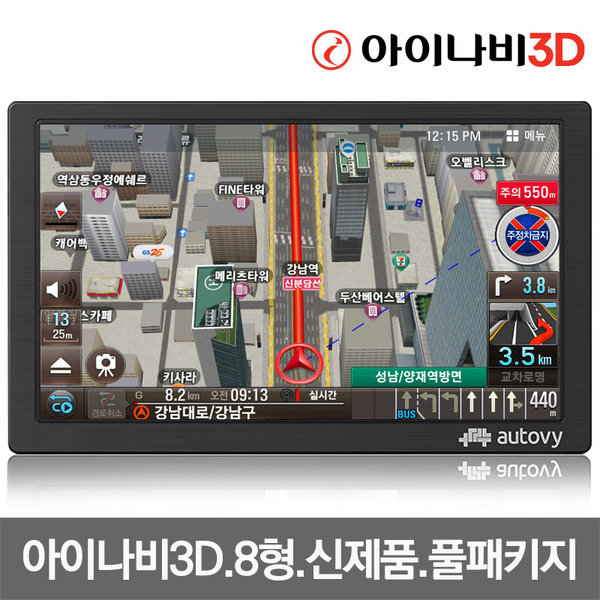 아이나비3D
12:15 PM 메뉴
오벨리스크
역삼동우정에쉐르
FINE타워
주의 550m
주정차금지
캐어백
GS25
메리츠타워
강남역
신분당선
7
두산베어스텔
3.8 km
스카페
13
25m
3.5 km
교차로명
키사라
성남/양재역방면
경로취소
G 8.2 km 오전 09:13 실시간
강남대로/강남구
BUS
440 m
autovy
아이나비3D.8형.신제품.풀패키지